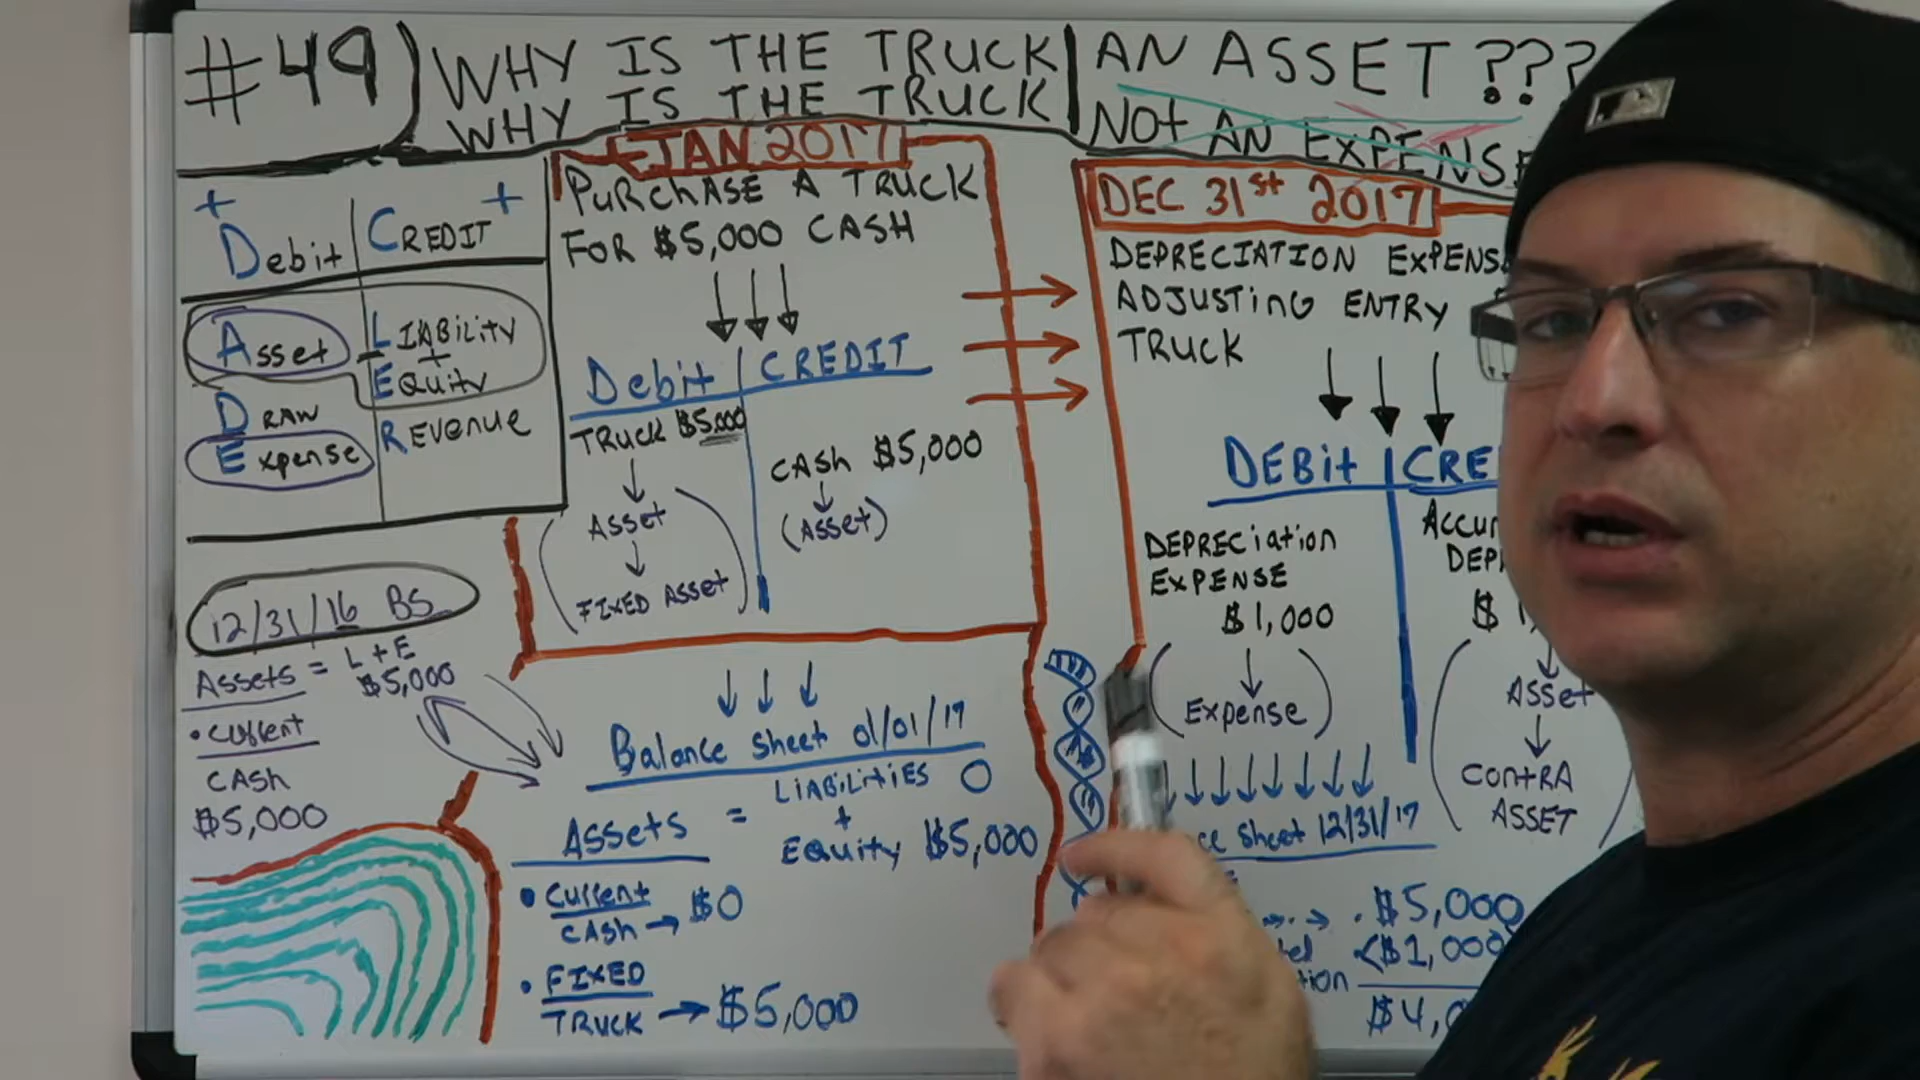 #49) WHY IS THE TRUCK | AN ASSET ???
WHY IS THE TRUCK | NOT AN EXPENSE
+ +
Debit | CREDIT
Asset LIABILITY
+
Equity
DRAW
Expense REVENUE
12/31/16 BS
ASSETS = L + E
$5,000
• CURRENT
CASH
$5,000
JAN 2017
PURCHASE A TRUCK
FOR $5,000 CASH
Debit | CREDIT
TRUCK $5,000
CASH $5,000
(ASSET)
ASSET
FIXED ASSET
Balance Sheet 01/01/17
ASSETS = LIABILITIES 0
+
Equity $5,000
• CURRENT
CASH → $0
• FIXED
TRUCK → $5,000
DEC 31st 2017
DEPRECIATION EXPENS
ADJUSTING ENTRY
TRUCK
DEBIT | CRE
DEPRECIATION
EXPENSE
$1,000
(Expense)
ACCUM
DEP
$1,
ASSET
CONTRA
ASSET
ce Sheet 12/31/17
$5,000
<$1,000
tion
$4,0